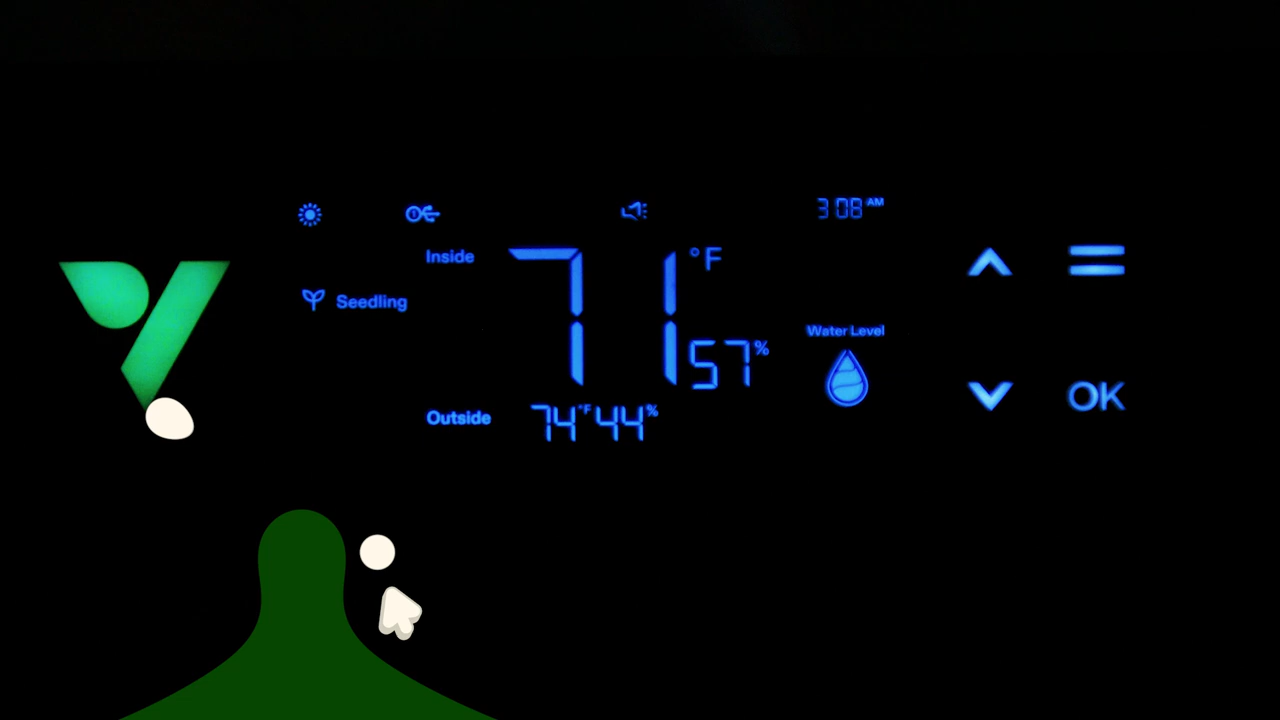 3:08 AM
Inside 71 °F
Seedling
57%
Water Level
Outside 74°F 44%
OK